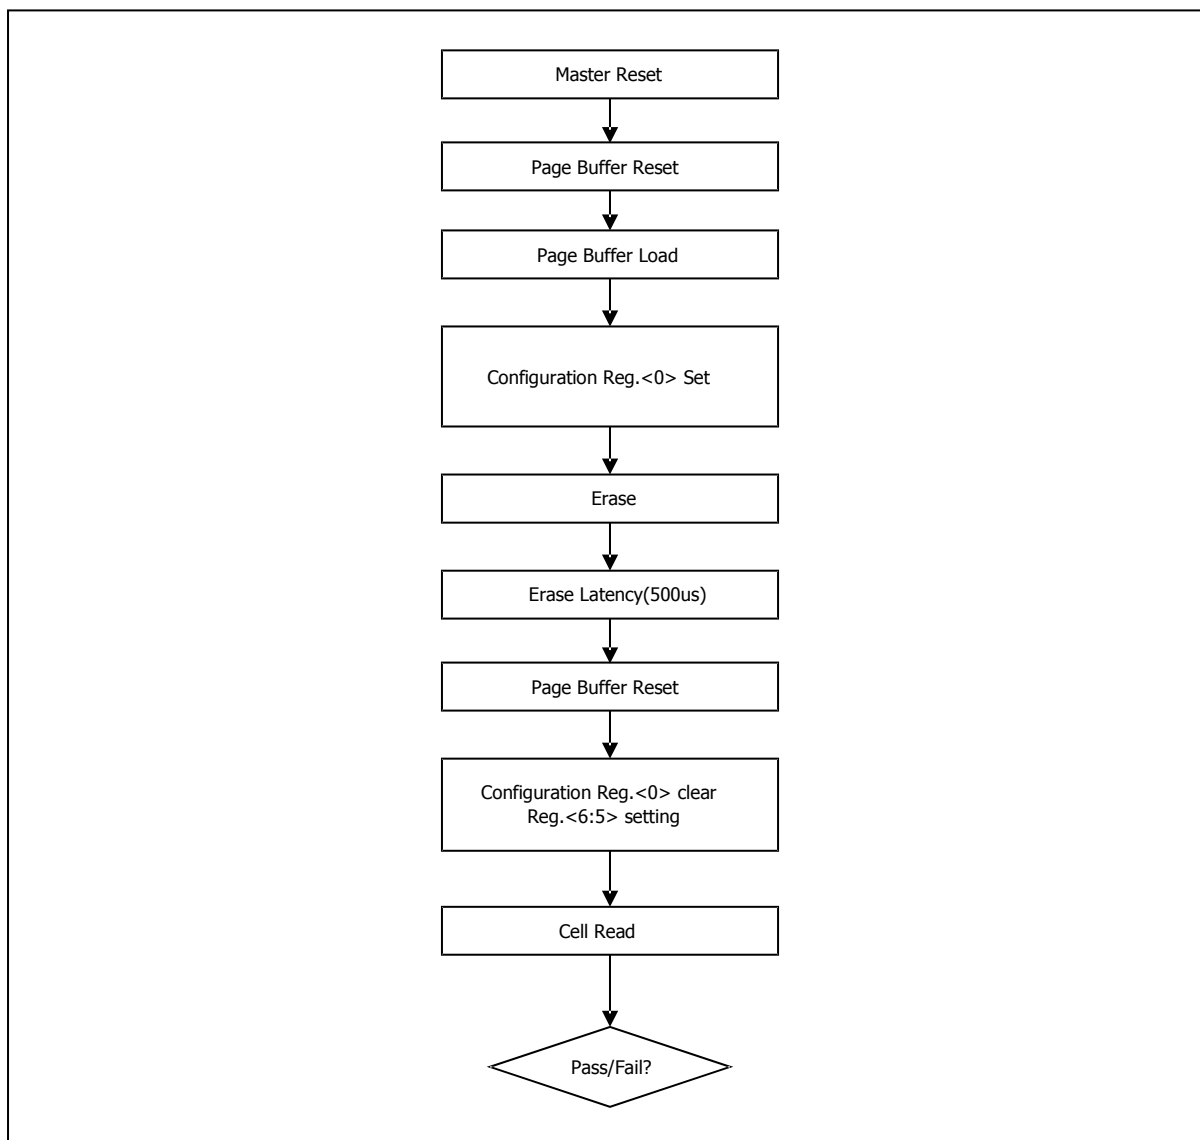 Master Reset
Page Buffer Reset
Page Buffer Load
Configuration Reg.<0> Set
Erase
Erase Latency(500us)
Page Buffer Reset
Configuration Reg.<0> clear
Reg.<6:5> setting
Cell Read
Pass/Fail?